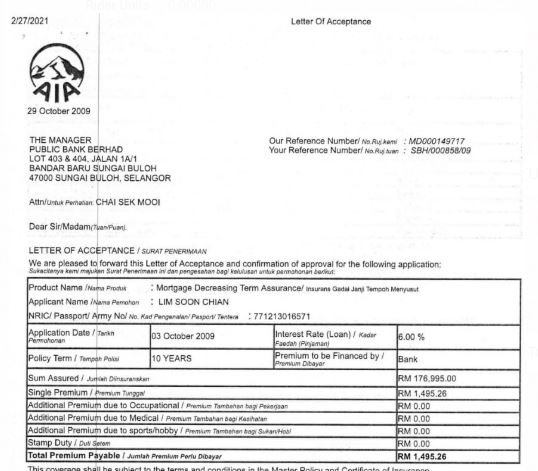 2/27/2021 Letter Of Acceptance
AIA
29 October 2009
THE MANAGER
PUBLIC BANK BERHAD
LOT 403 & 404, JALAN 1A/1
BANDAR BARU SUNGAI BULOH
47000 SUNGAI BULOH, SELANGOR
Our Reference Number/ No.Ruj.kami : MD000149717
Your Reference Number/ No.Ruj.tuan : SBH/000858/09
Attn/Untuk Perhatian: CHAI SEK MOOI
Dear Sir/Madam(Tuan/Puan).
LETTER OF ACCEPTANCE / SURAT PENERIMAAN
We are pleased to forward this Letter of Acceptance and confirmation of approval for the following application:
Sukacitanya kami majukan Surat Penerimaan ini dan pengesahan bagi kelulusan untuk permohonan berikut:
Product Name /Nama Produk : Mortgage Decreasing Term Assurance/ Insurans Gadai Janji Tempoh Menyusut
Applicant Name /Nama Pemohon : LIM SOON CHIAN
NRIC/ Passport/ Army No/ No. Kad Pengenalan/ Pasport/ Tentera : 771213016571
Application Date / Tarikh Permohonan 03 October 2009 Interest Rate (Loan) / Kadar Faedah (Pinjaman) 6.00 %
Policy Term / Tempoh Polisi 10 YEARS Premium to be Financed by / Premium Dibayar Bank
Sum Assured / Jumlah Diinsuranskan RM 176,995.00
Single Premium / Premium Tunggal RM 1,495.26
Additional Premium due to Occupational / Premium Tambahan bagi Pekerjaan RM 0.00
Additional Premium due to Medical / Premium Tambahan bagi Kesihatan RM 0.00
Additional Premium due to sports/hobby / Premium Tambahan bagi Sukan/Hobi RM 0.00
Stamp Duty / Duti Setem RM 0.00
Total Premium Payable / Jumlah Premium Perlu Dibayar RM 1,495.26
This coverage shall be subject to the terms and conditions in the Master Policy and Certificate of Insurance